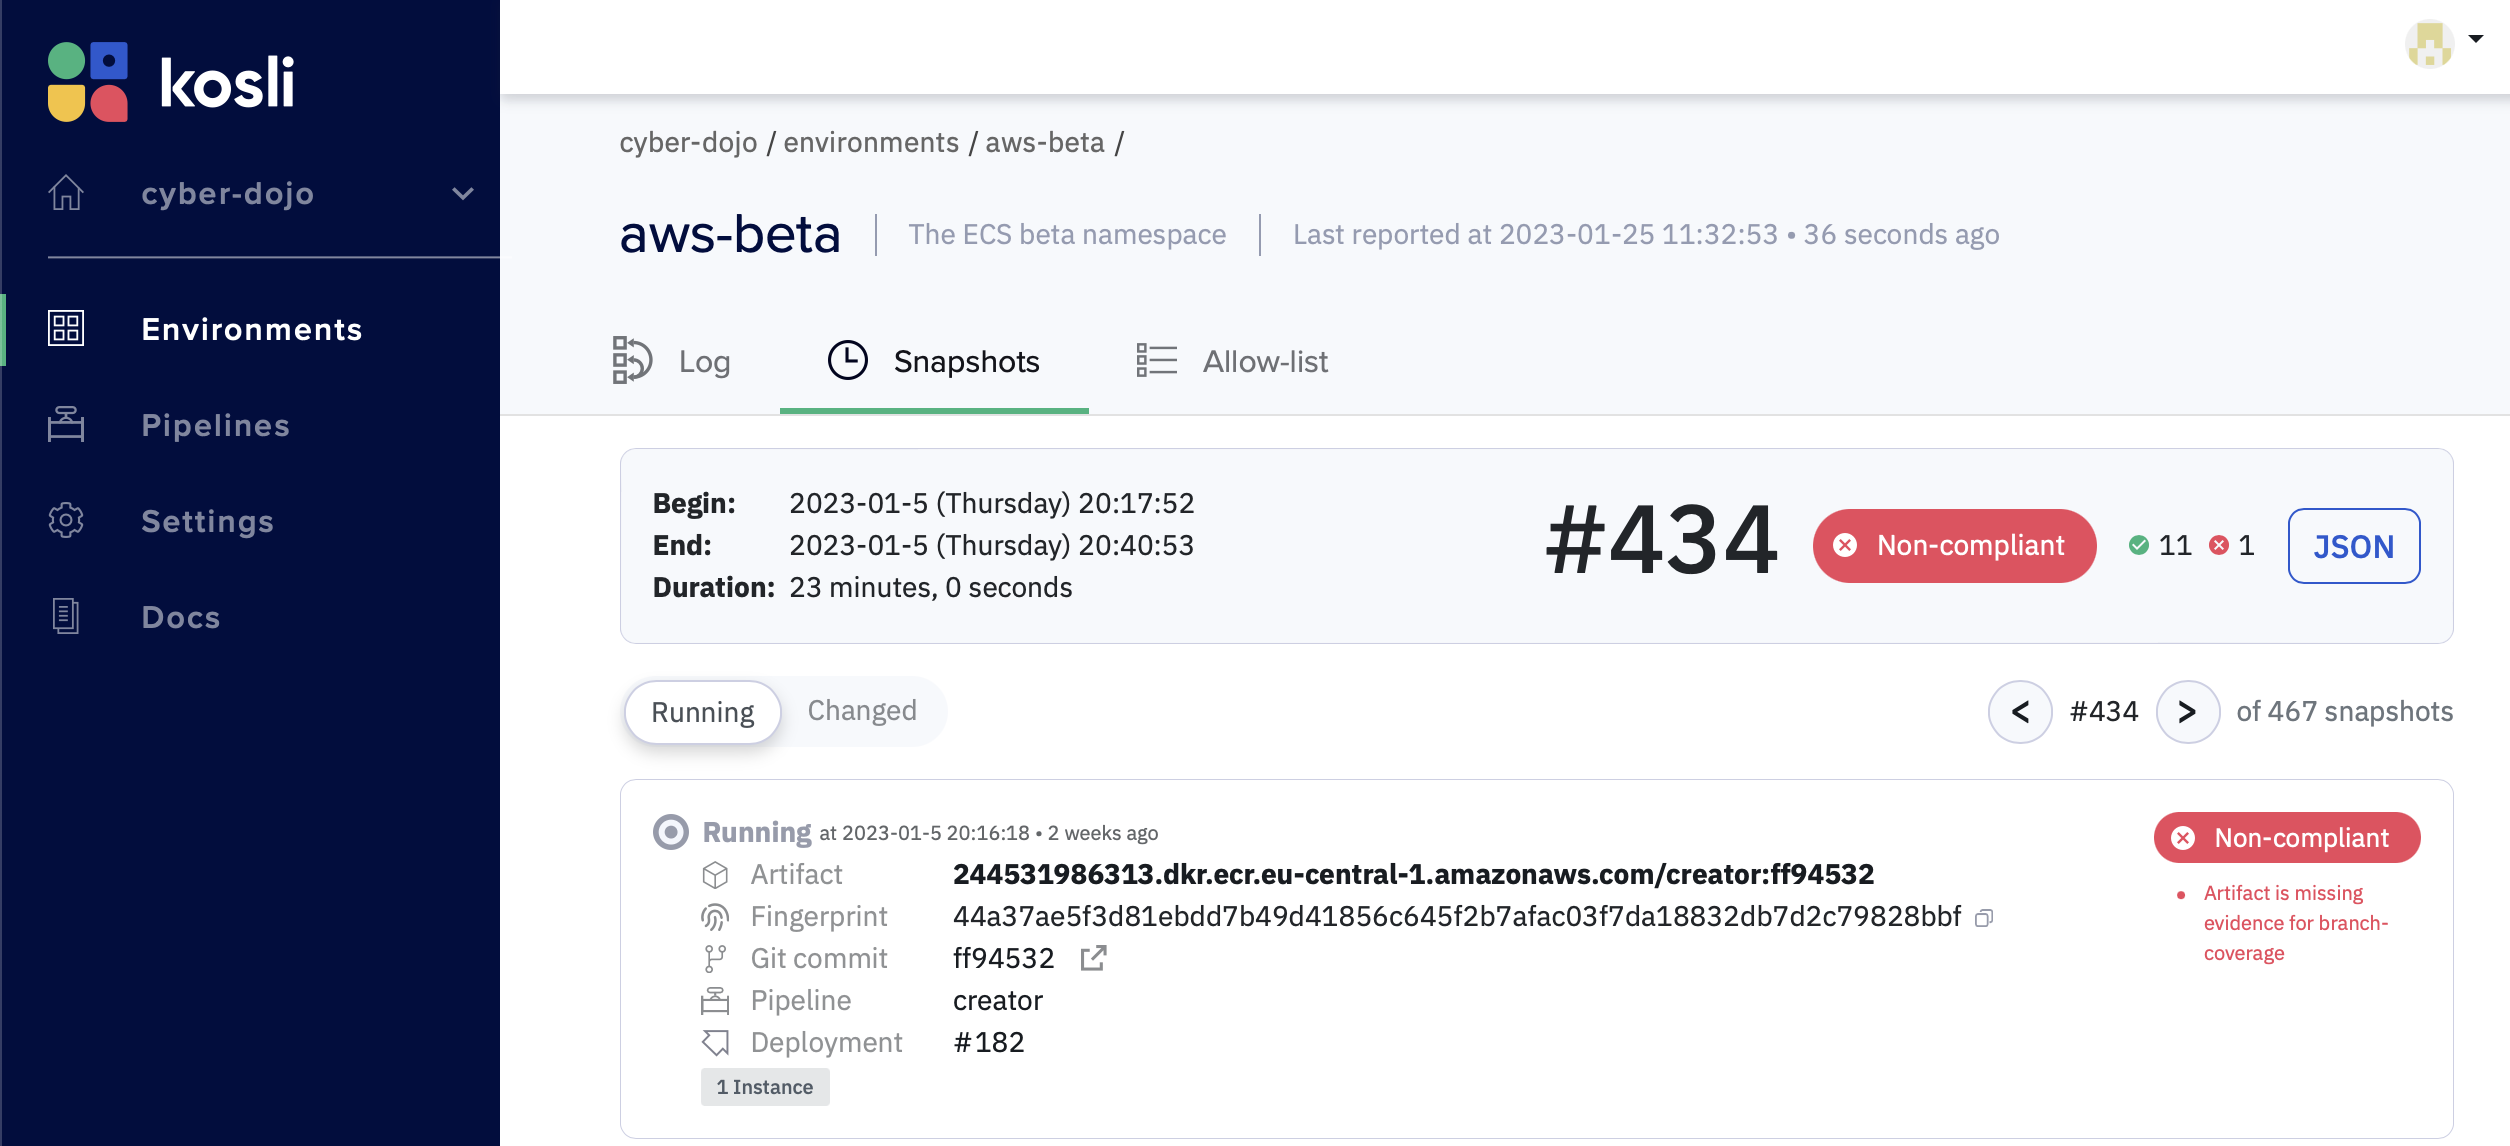 kosli
cyber-dojo
Environments
Pipelines
Settings
Docs
cyber-dojo / environments / aws-beta /
aws-beta
The ECS beta namespace
Last reported at 2023-01-25 11:32:53 • 36 seconds ago
Log
Snapshots
Allow-list
Begin: 2023-01-5 (Thursday) 20:17:52
End: 2023-01-5 (Thursday) 20:40:53
Duration: 23 minutes, 0 seconds
#434
Non-compliant
11
1
JSON
Running
Changed
<
#434
>
of 467 snapshots
Running at 2023-01-5 20:16:18 • 2 weeks ago
Artifact 244531986313.dkr.ecr.eu-central-1.amazonaws.com/creator:ff94532
Fingerprint 44a37ae5f3d81ebdd7b49d41856c645f2b7afac03f7da18832db7d2c79828bbf
Git commit ff94532
Pipeline creator
Deployment #182
1 Instance
Non-compliant
• Artifact is missing
evidence for branch-
coverage